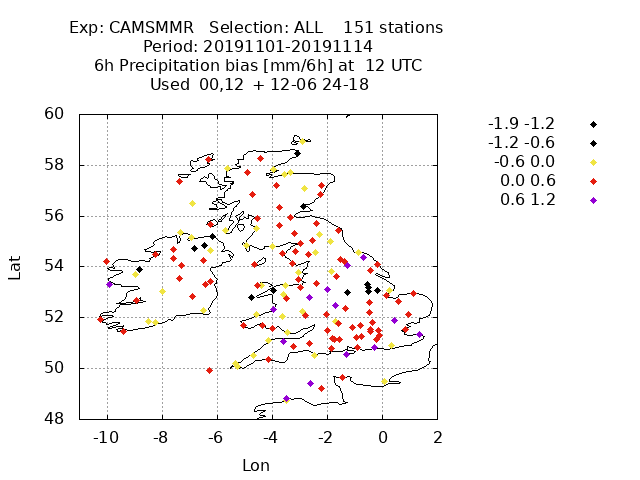 Exp: CAMSMMR Selection: ALL 151 stations
Period: 20191101-20191114
6h Precipitation bias [mm/6h] at 12 UTC
Used 00,12 + 12-06 24-18
-1.9 -1.2
-1.2 -0.6
-0.6 0.0
0.0 0.6
0.6 1.2
60
58
56
54
52
50
48
Lat
-10 -8 -6 -4 -2 0 2
Lon